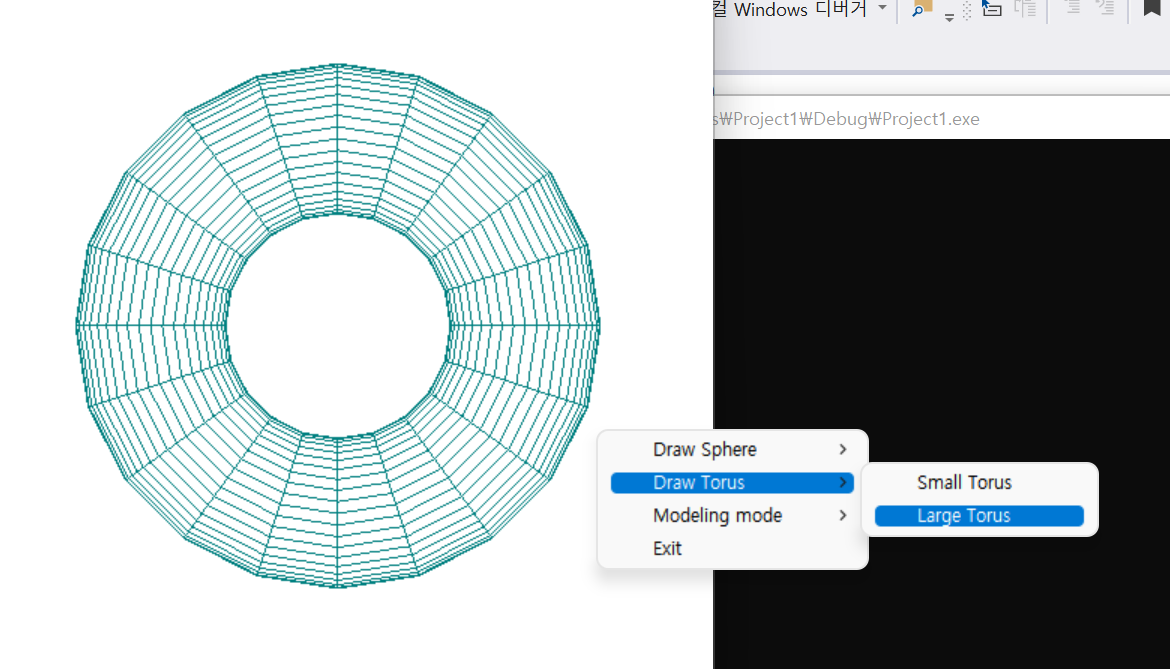 컬 Windows 디버거
s₩Project1₩Debug₩Project1.exe
Draw Sphere
Draw Torus
Modeling mode
Exit
Small Torus
Large Torus